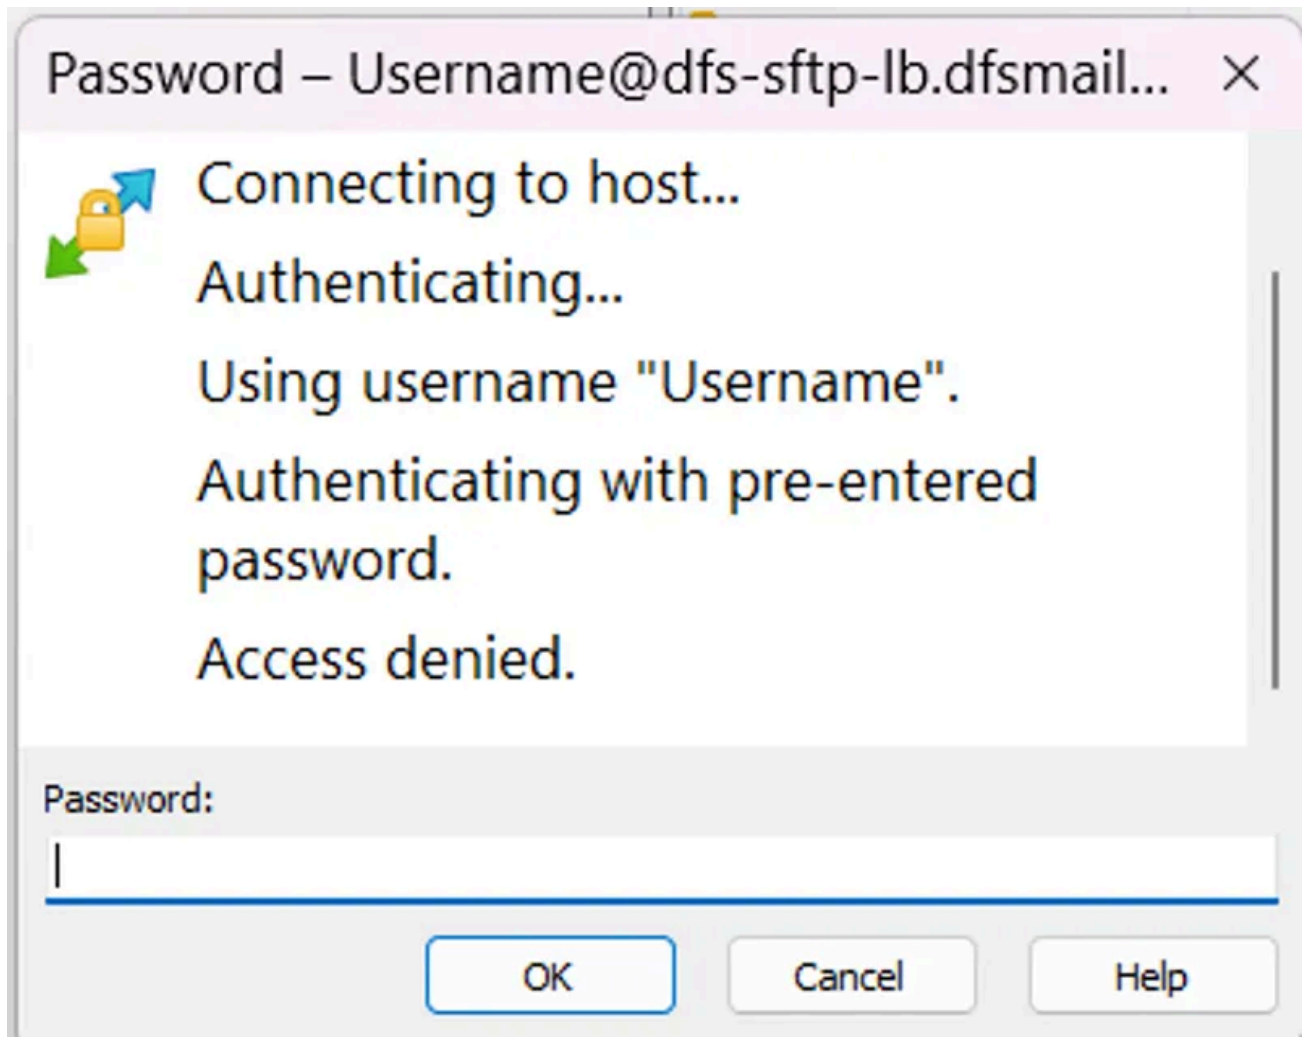 Password – Username@dfs-sftp-lb.dfsmail...
Connecting to host...
Authenticating...
Using username "Username".
Authenticating with pre-entered
password.
Access denied.
Password:
OK
Cancel
Help